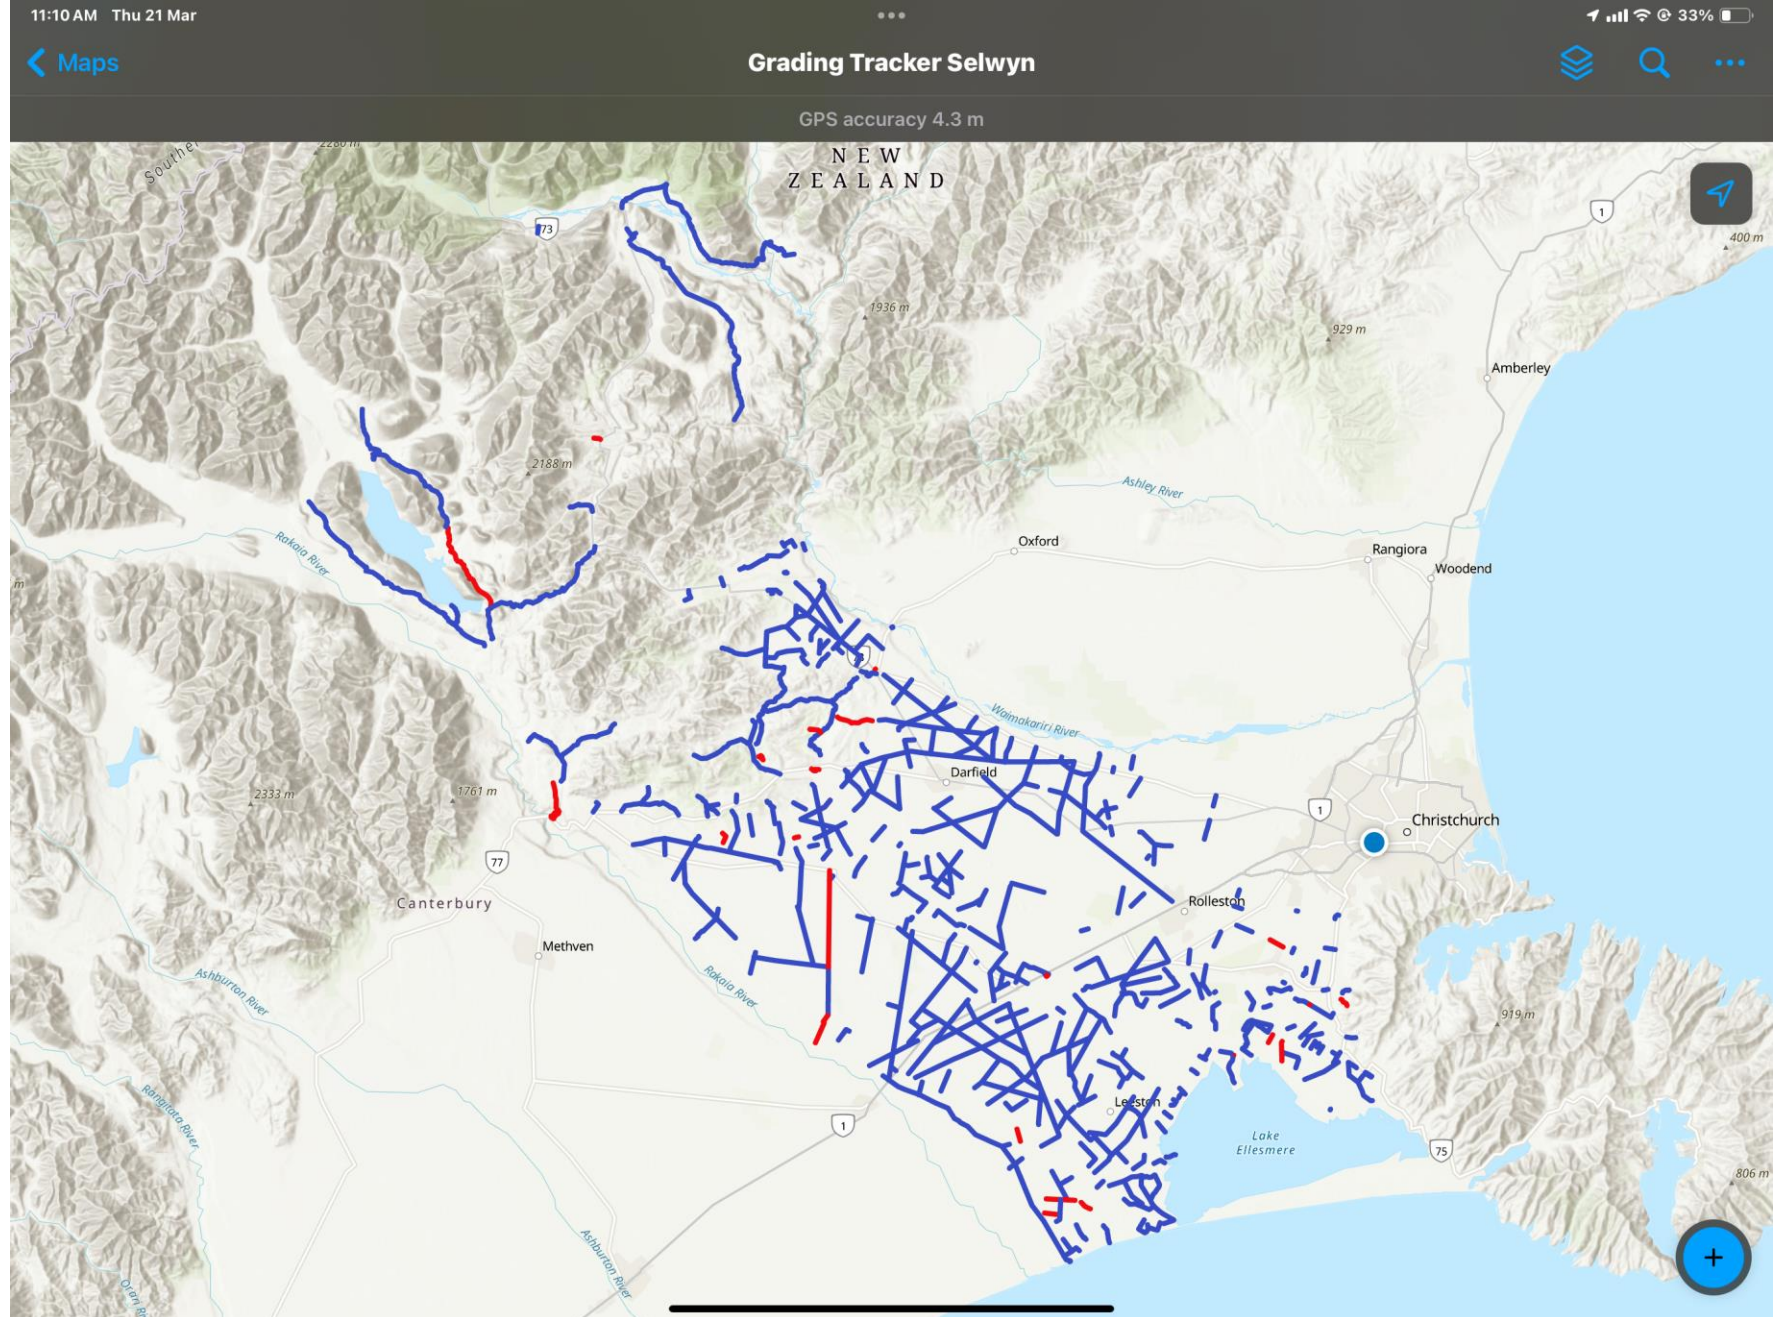 11:10 AM Thu 21 Mar
33%
Maps
Grading Tracker Selwyn
GPS accuracy 4.3 m
2280 m
NEW
ZEALAND
Souther
1
73
400 m
1936 m
929 m
Amberley
2188 m
Ashley River
Oxford
Rangiora
Woodend
Rakaia River
m
Waimakariri River
Darfield
2333 m
1761 m
1
Christchurch
77
Canterbury
Rolleston
Methven
Ashburton River
Rakaia River
919 m
Rangitata River
Leeston
1
Lake
Ellesmere
75
806 m
Ashburton River
+